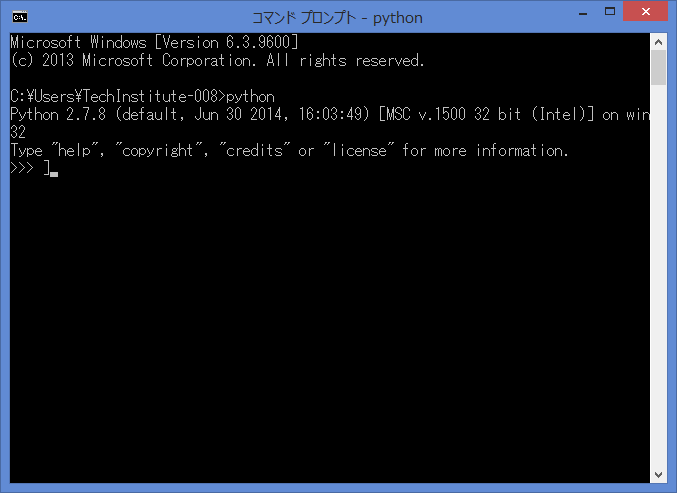 コマンド プロンプト - python
Microsoft Windows [Version 6.3.9600]
(c) 2013 Microsoft Corporation. All rights reserved.
C:¥Users¥TechInstitute-008>python
Python 2.7.8 (default, Jun 30 2014, 16:03:49) [MSC v.1500 32 bit (Intel)] on win
32
Type "help", "copyright", "credits" or "license" for more information.
>>> ]